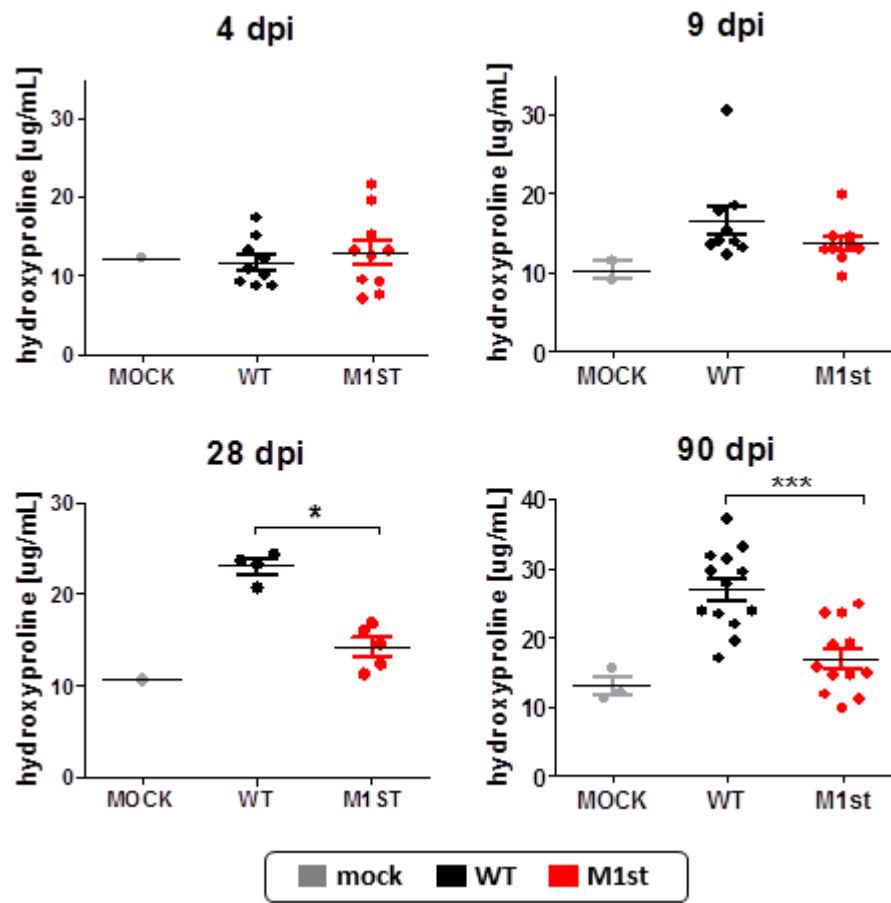 4 dpi
hydroxyproline [ug/mL]
30
20
10
0
MOCK WT M1ST
9 dpi
hydroxyproline [ug/mL]
30
20
10
0
MOCK WT M1st
28 dpi
hydroxyproline [ug/mL]
30
20
10
0
*
MOCK WT M1ST
90 dpi
hydroxyproline [ug/mL]
40
30
20
10
0
***
MOCK WT M1st
mock WT M1st